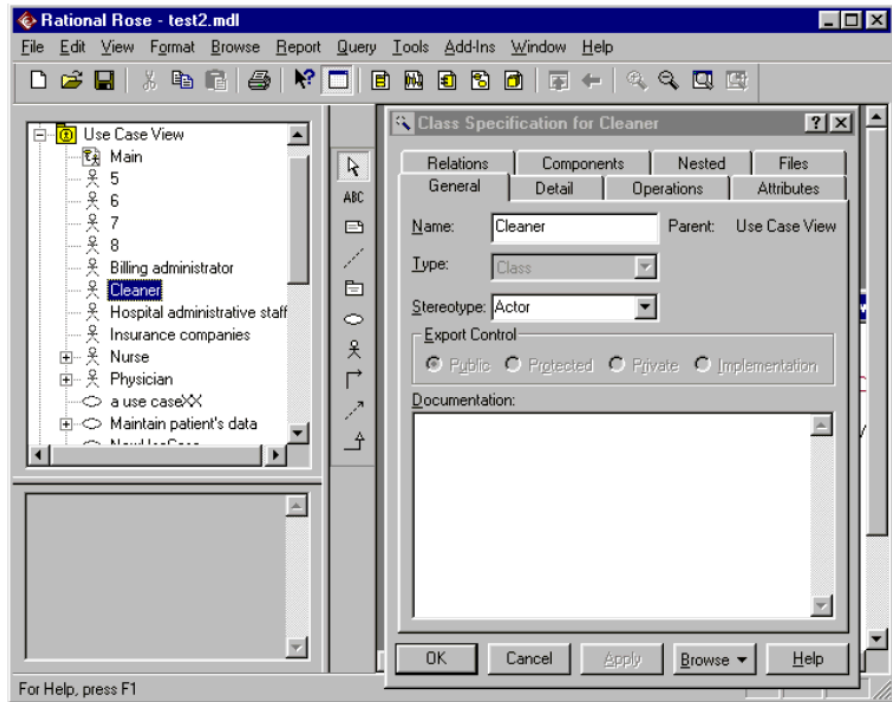 Rational Rose - test2.mdl
File Edit View Format Browse Report Query Tools Add-Ins Window Help
Use Case View
Main
5
6
7
8
Billing administrator
Cleaner
Hospital administrative staff
Insurance companies
Nurse
Physician
a use caseXX
Maintain patient's data
ABC
Class Specification for Cleaner
Relations Components Nested Files
General Detail Operations Attributes
Name: Cleaner Parent: Use Case View
Type: Class
Stereotype: Actor
Export Control
Public Protected Private Implementation
Documentation:
OK Cancel Apply Browse Help
For Help, press F1